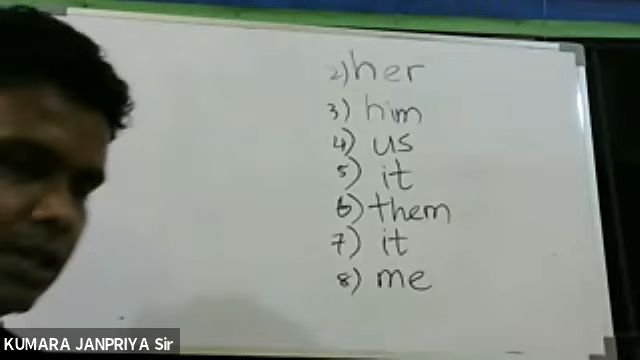 2) her
3) him
4) us
5) it
6) them
7) it
8) me
KUMARA JANPRIYA Sir